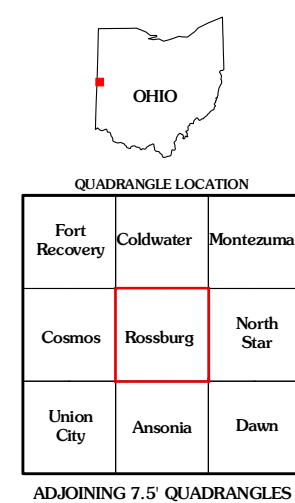 OHIO
QUADRANGLE LOCATION
Fort
Recovery
Coldwater
Montezuma
Cosmos
Rossburg
North
Star
Union
City
Ansonia
Dawn
ADJOINING 7.5' QUADRANGLES